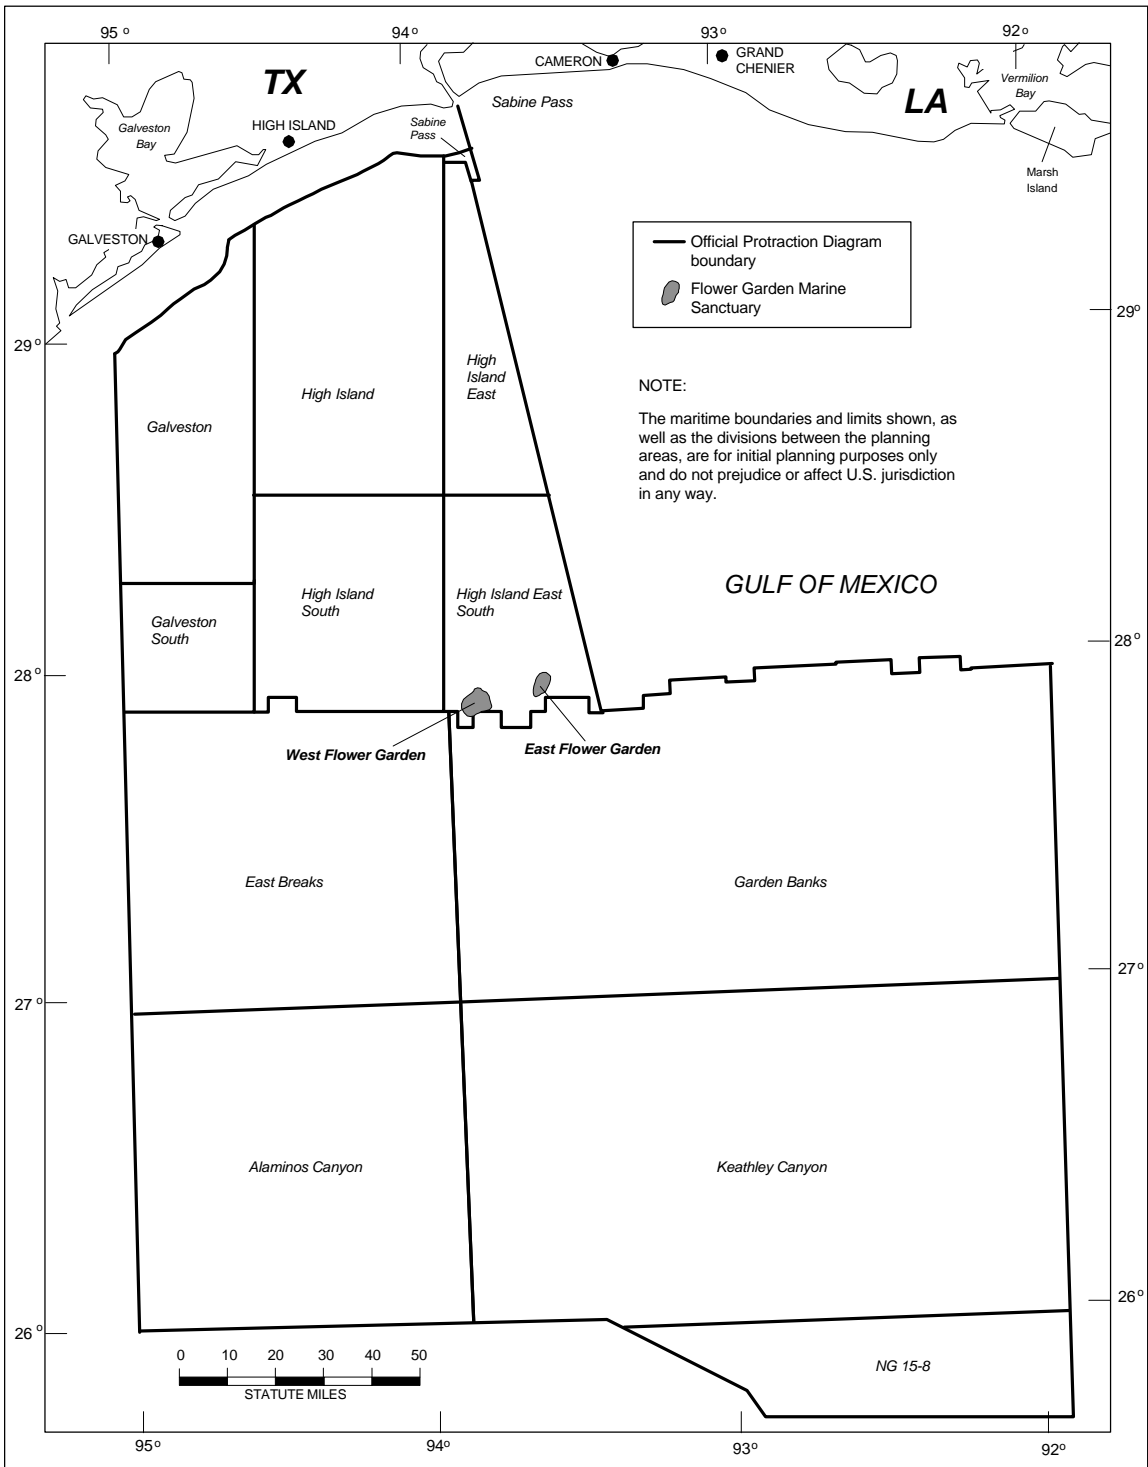 95°
94°
93°
92°
TX
CAMERON
GRAND
CHENIER
Sabine Pass
LA
Vermilion
Bay
Galveston
Bay
HIGH ISLAND
Sabine
Pass
Marsh
Island
GALVESTON
Official Protraction Diagram
boundary
Flower Garden Marine
Sanctuary
29°
29°
High
Island
East
NOTE:
High Island
Galveston
The maritime boundaries and limits shown, as
well as the divisions between the planning
areas, are for initial planning purposes only
and do not prejudice or affect U.S. jurisdiction
in any way.
GULF OF MEXICO
High Island
South
High Island East
South
Galveston
South
28°
28°
West Flower Garden
East Flower Garden
East Breaks
Garden Banks
27°
27°
Alaminos Canyon
Keathley Canyon
26°
26°
0 10 20 30 40 50
STATUTE MILES
NG 15-8
95°
94°
93°
92°